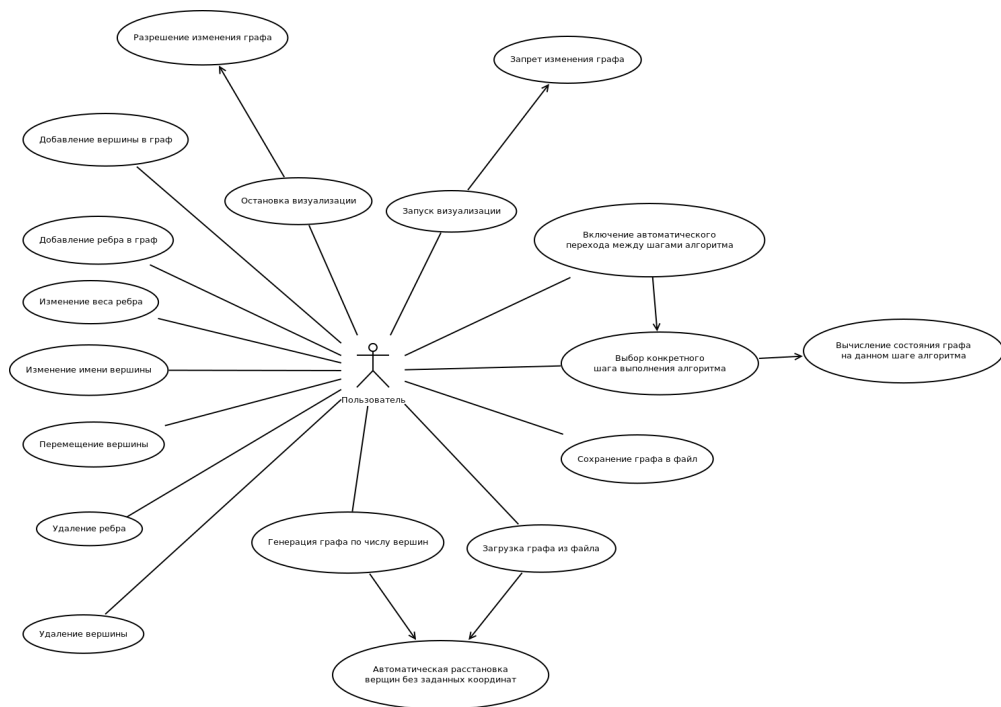 Разрешение изменения графа
Запрет изменения графа
Добавление вершины в граф
Остановка визуализации
Запуск визуализации
Добавление ребра в граф
Включение автоматического
перехода между шагами алгоритма
Изменение веса ребра
Изменение имени вершины
Пользователь
Выбор конкретного
шага выполнения алгоритма
Вычисление состояния графа
на данном шаге алгоритма
Перемещение вершины
Сохранение графа в файл
Удаление ребра
Генерация графа по числу вершин
Загрузка графа из файла
Удаление вершины
Автоматическая расстановка
верщин без заданных координат